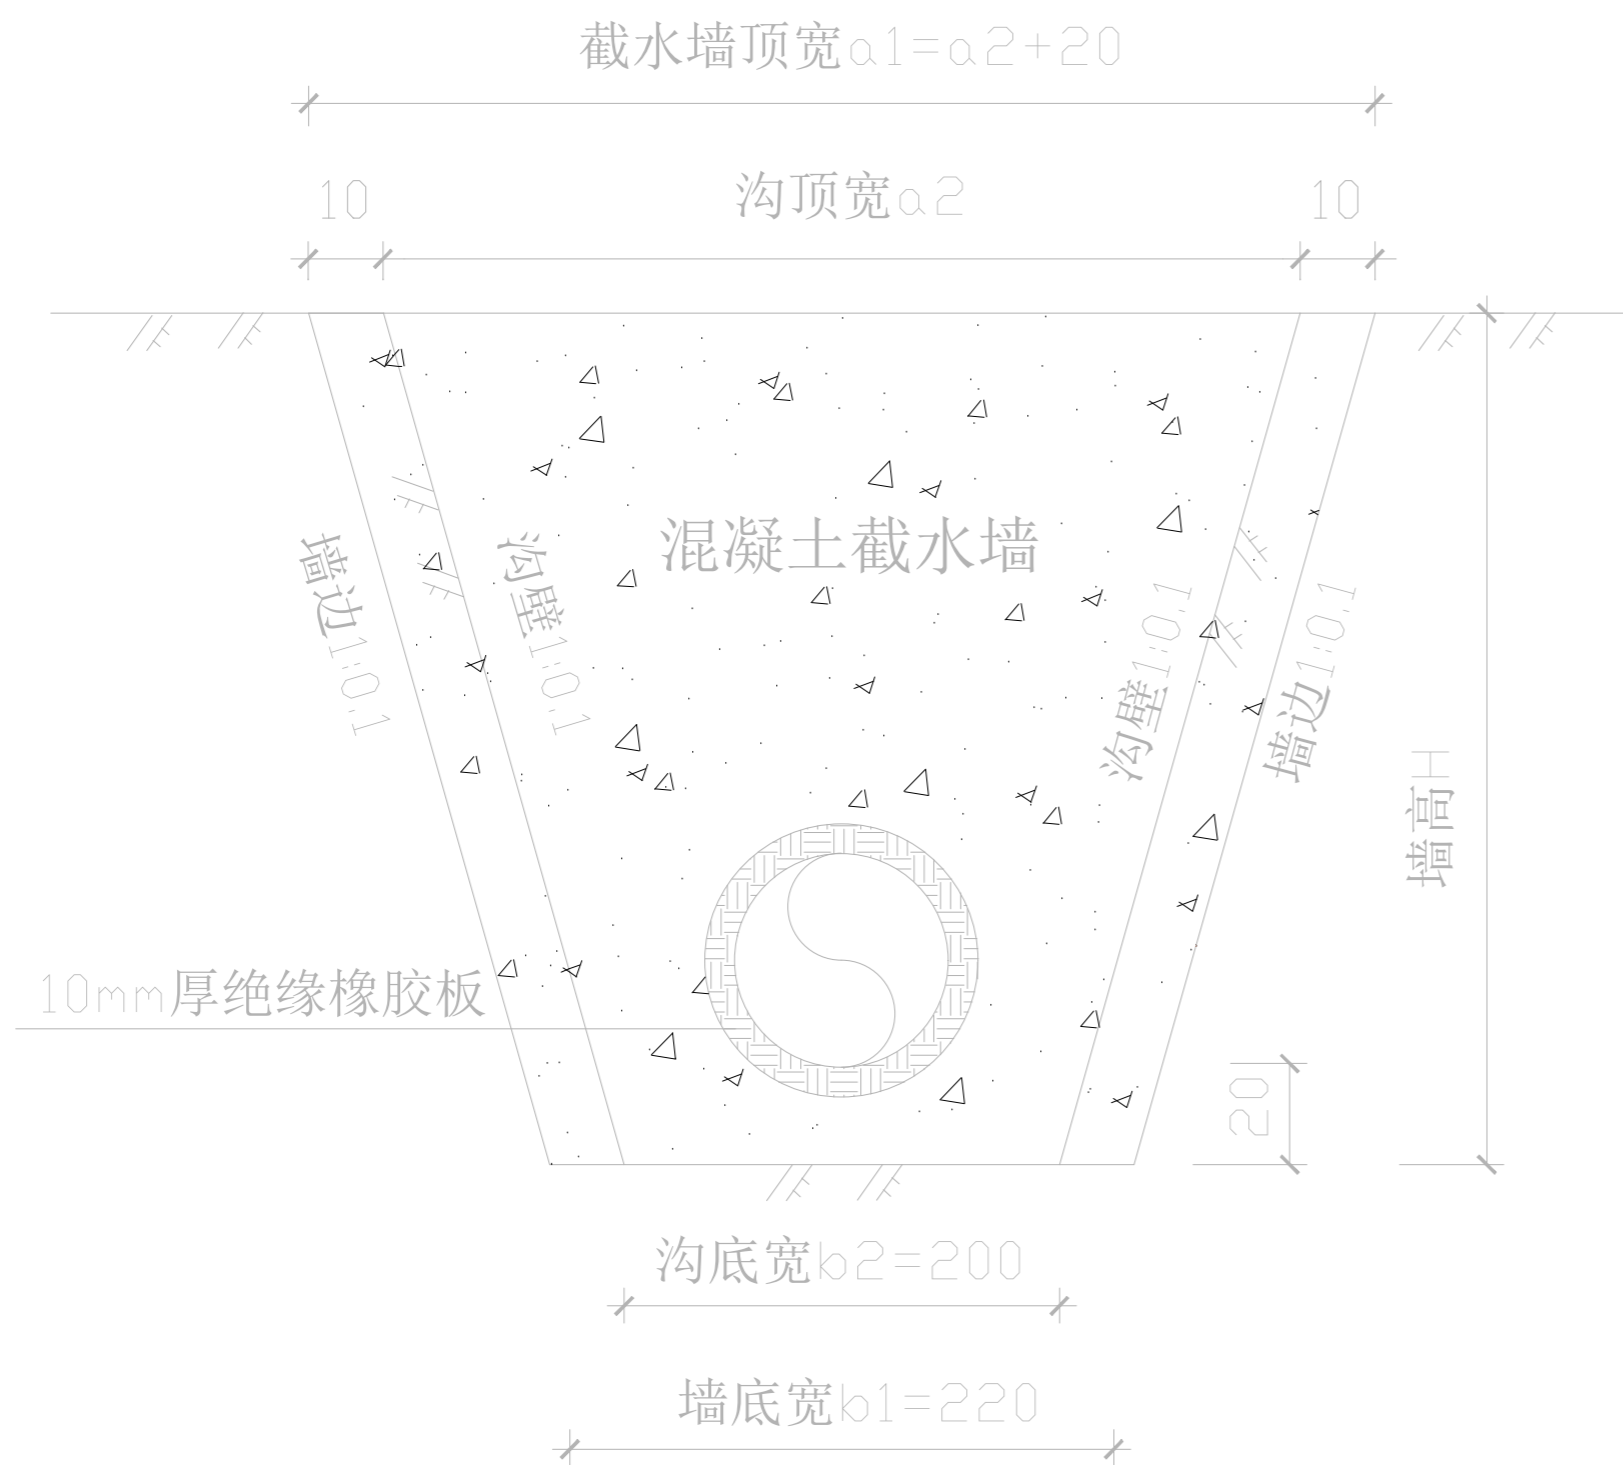 截水墙顶宽a1=a2+20
10
沟顶宽a2
10
混凝土截水墙
墙边1:0.1
沟壁1:0.1
沟壁1:0.1
墙边1:0.1
墙高H
10mm厚绝缘橡胶板
20
沟底宽b2=200
墙底宽b1=220